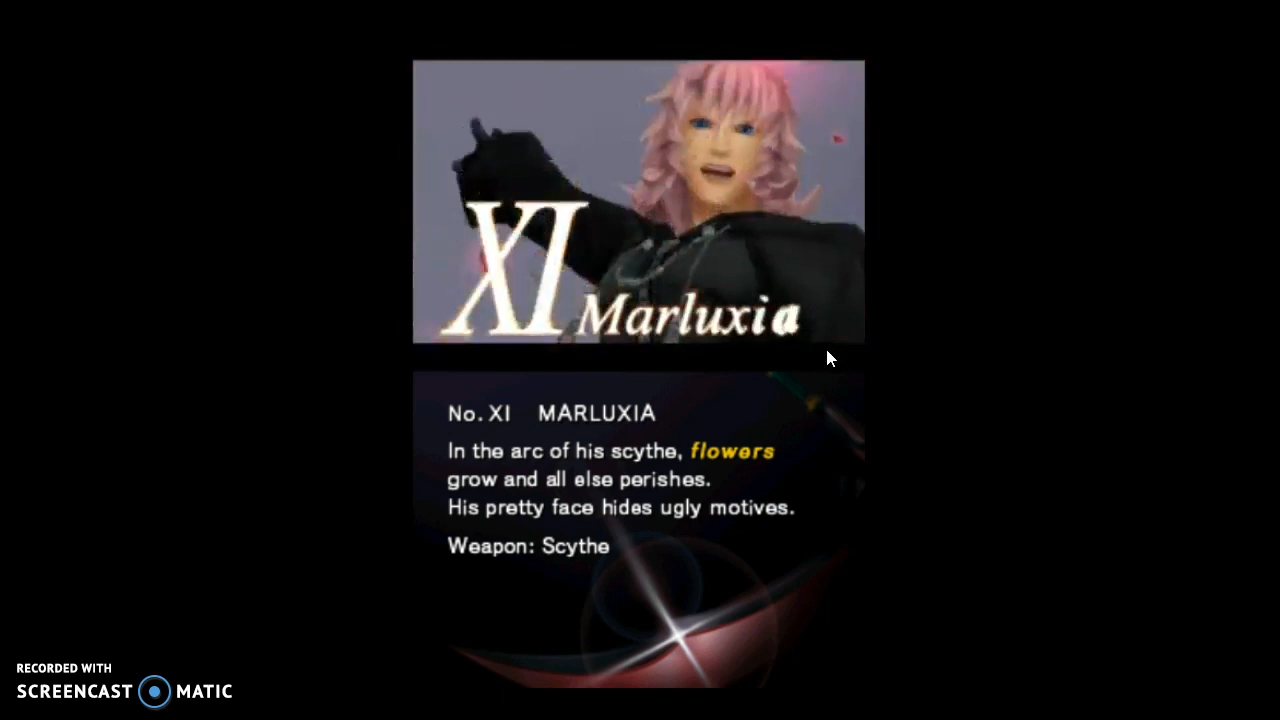 XI Marluxia
No. XI MARLUXIA
In the arc of his scythe, flowers
grow and all else perishes.
His pretty face hides ugly motives.
Weapon: Scythe
RECORDED WITH
SCREENCAST MATIC